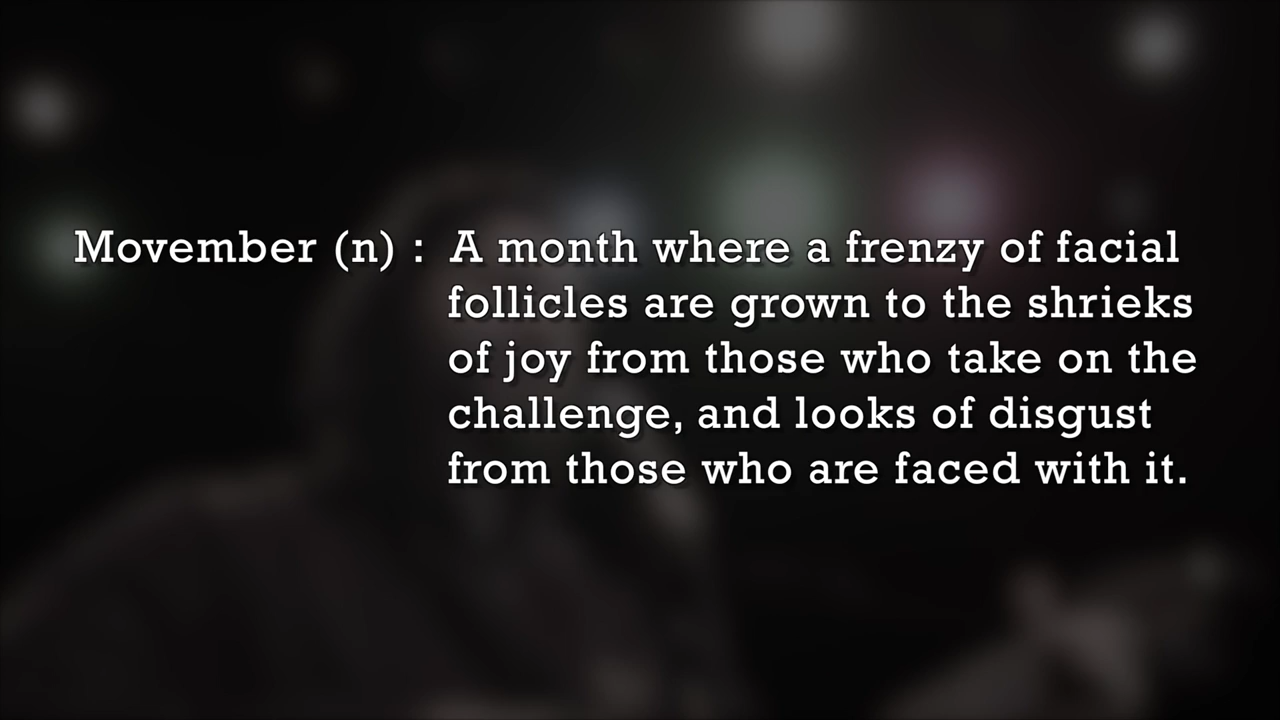 Movember (n) : A month where a frenzy of facial
follicles are grown to the shrieks
of joy from those who take on the
challenge, and looks of disgust
from those who are faced with it.